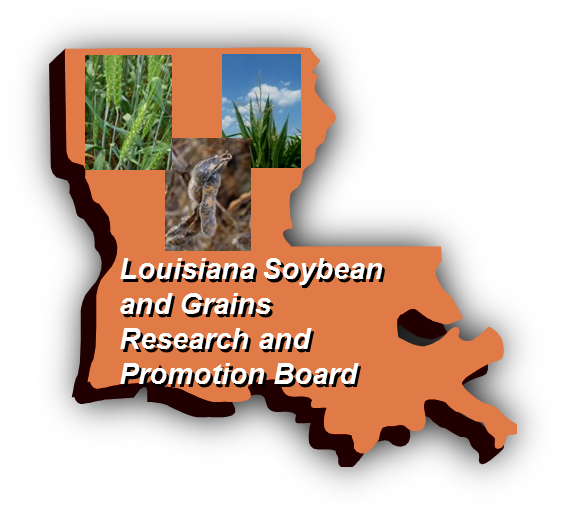 Louisiana Soybean
and Grains
Research and
Promotion Board